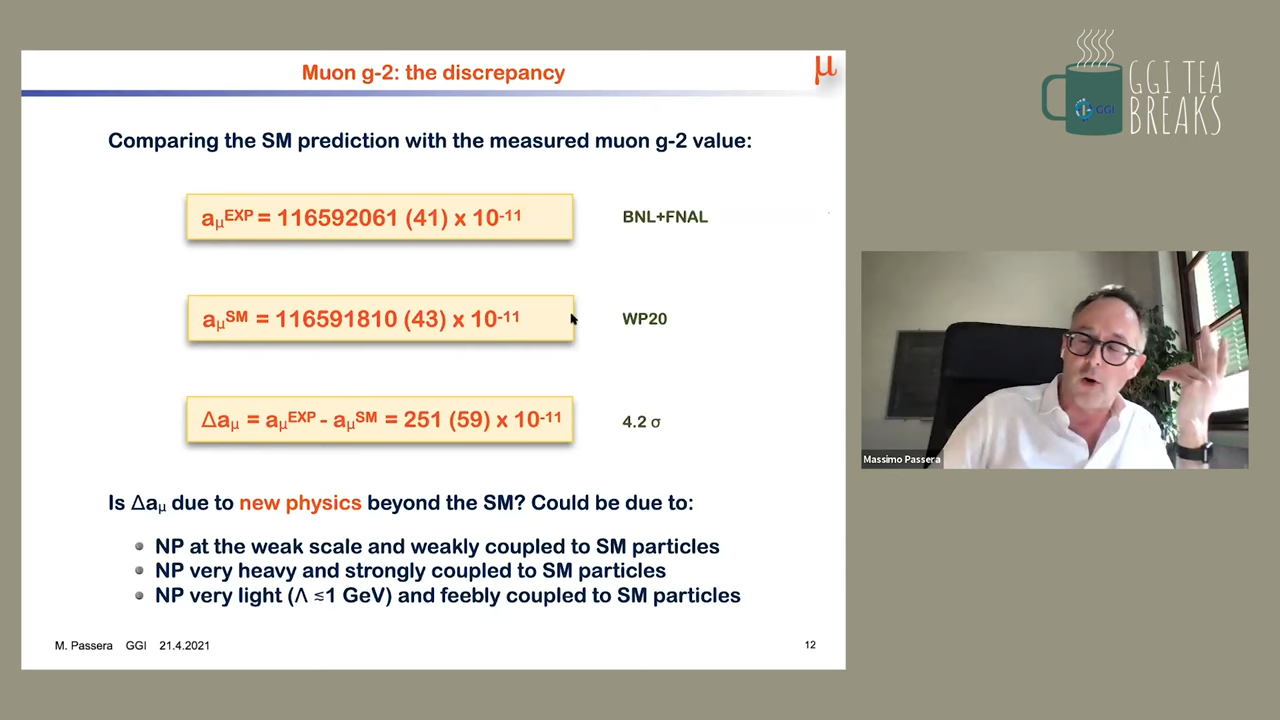 Muon g-2: the discrepancy
μ
Comparing the SM prediction with the measured muon g-2 value:
aμEXP = 116592061 (41) x 10-11
BNL+FNAL
aμSM = 116591810 (43) x 10-11
WP20
Δaμ = aμEXP - aμSM = 251 (59) x 10-11
4.2 σ
Is Δaμ due to new physics beyond the SM? Could be due to:
NP at the weak scale and weakly coupled to SM particles
NP very heavy and strongly coupled to SM particles
NP very light (Λ ≲1 GeV) and feebly coupled to SM particles
M. Passera GGI 21.4.2021
12
GGI TEA
BREAKS
GGI
Massimo Passera